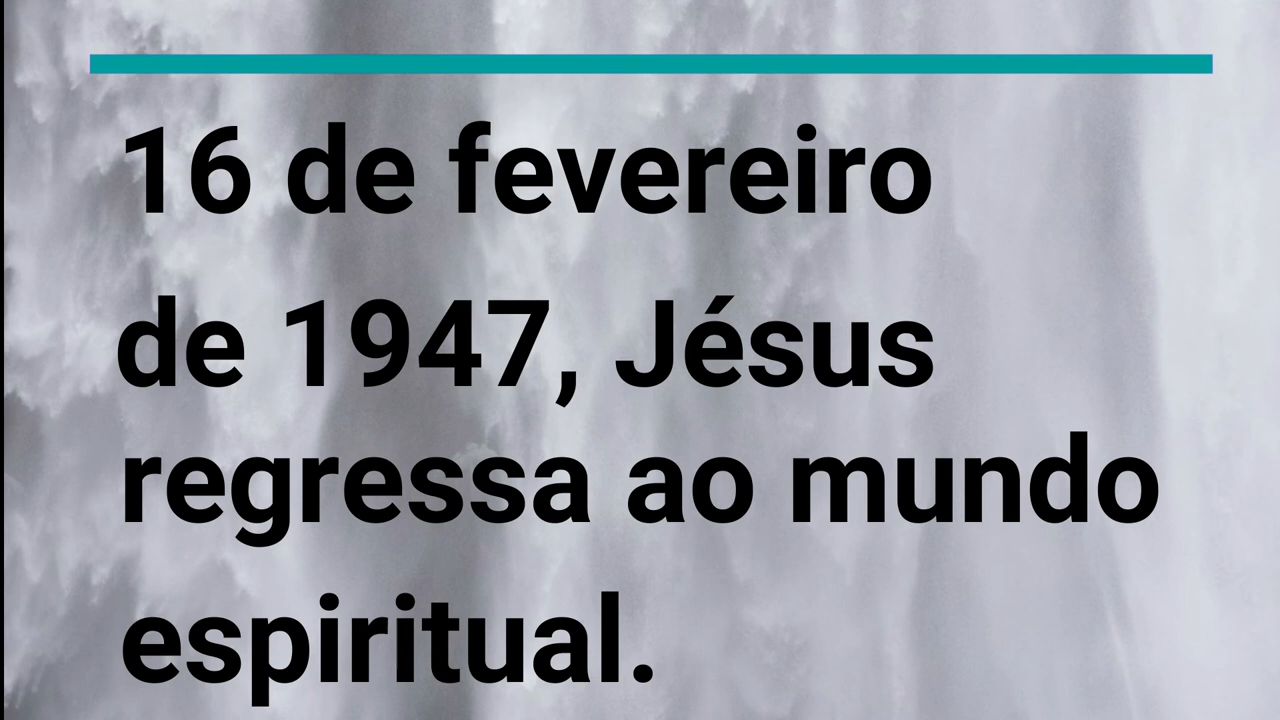 16 de fevereiro
de 1947, Jésus
regressa ao mundo
espiritual.